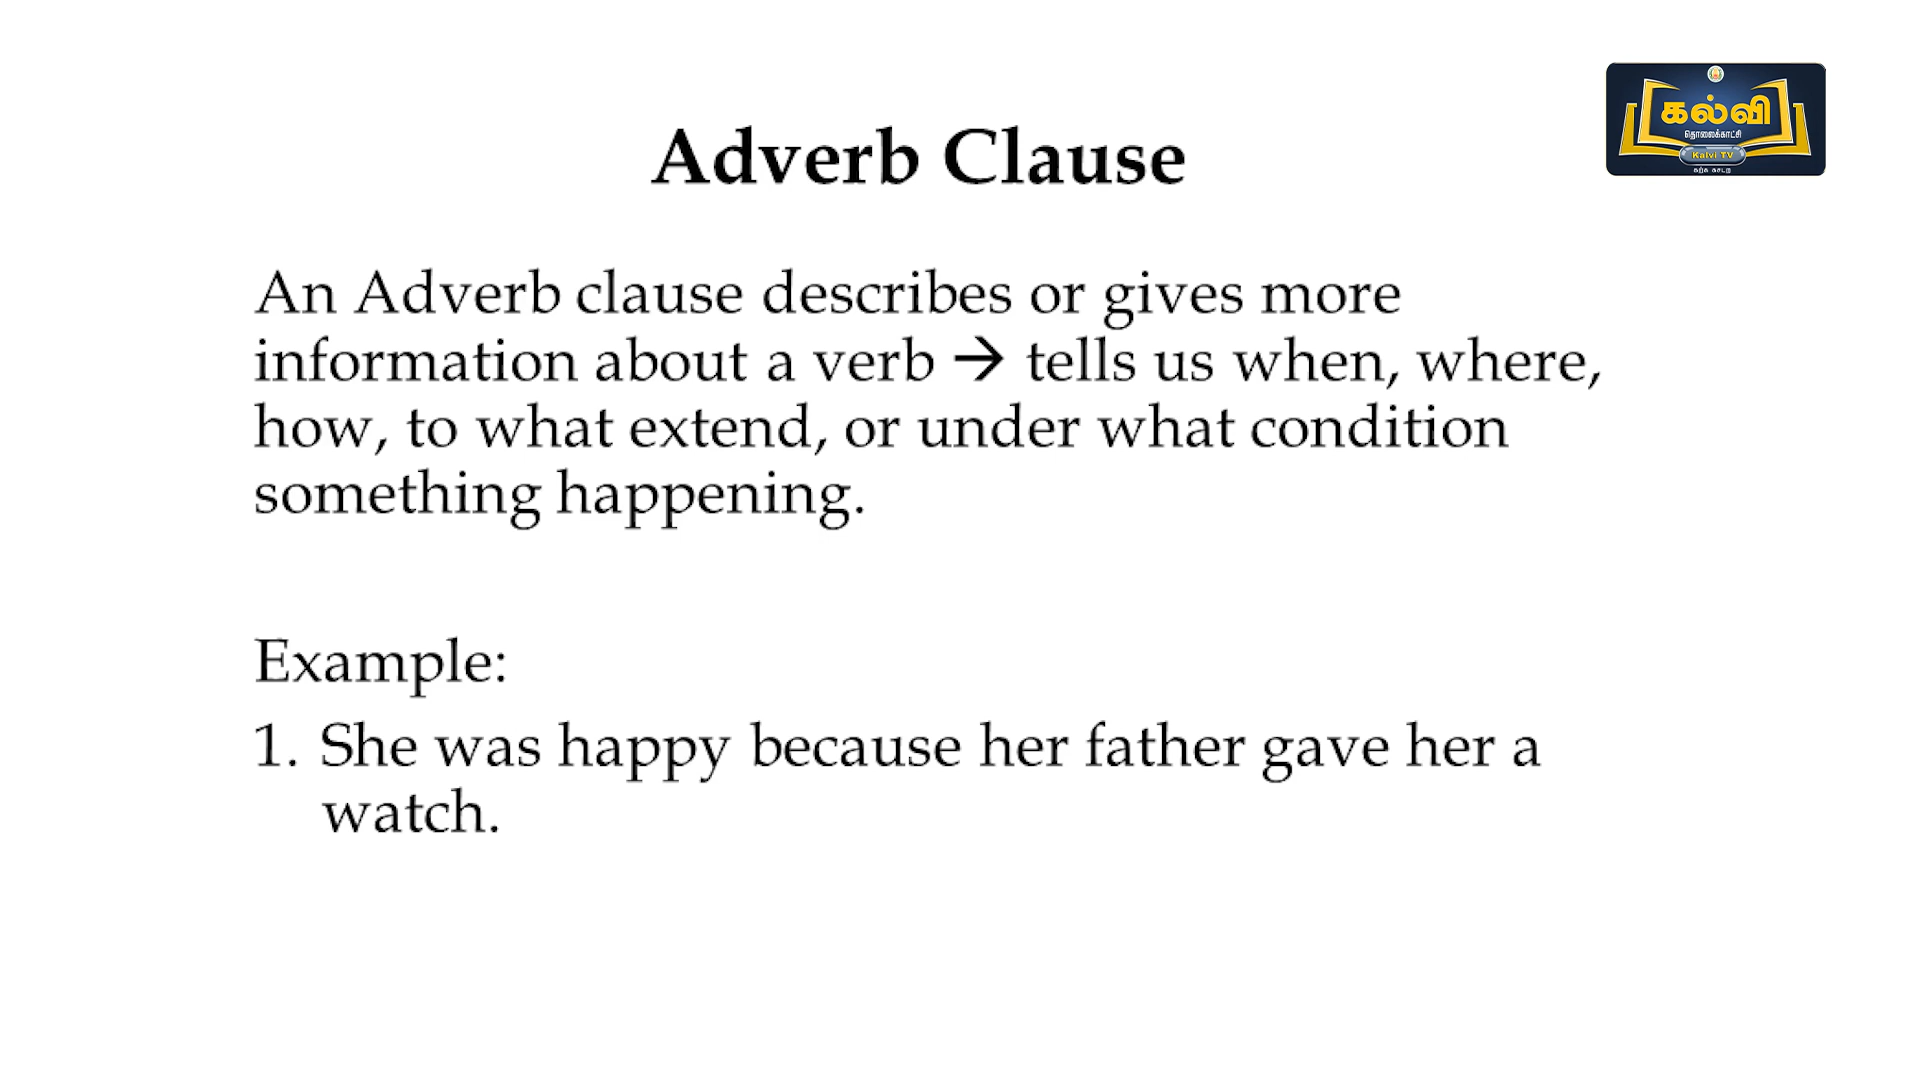 கல்வி
தொலைக்காட்சி
Kalvi TV
கற்க கசடற
Adverb Clause
An Adverb clause describes or gives more
information about a verb → tells us when, where,
how, to what extend, or under what condition
something happening.
Example:
1. She was happy because her father gave her a
watch.